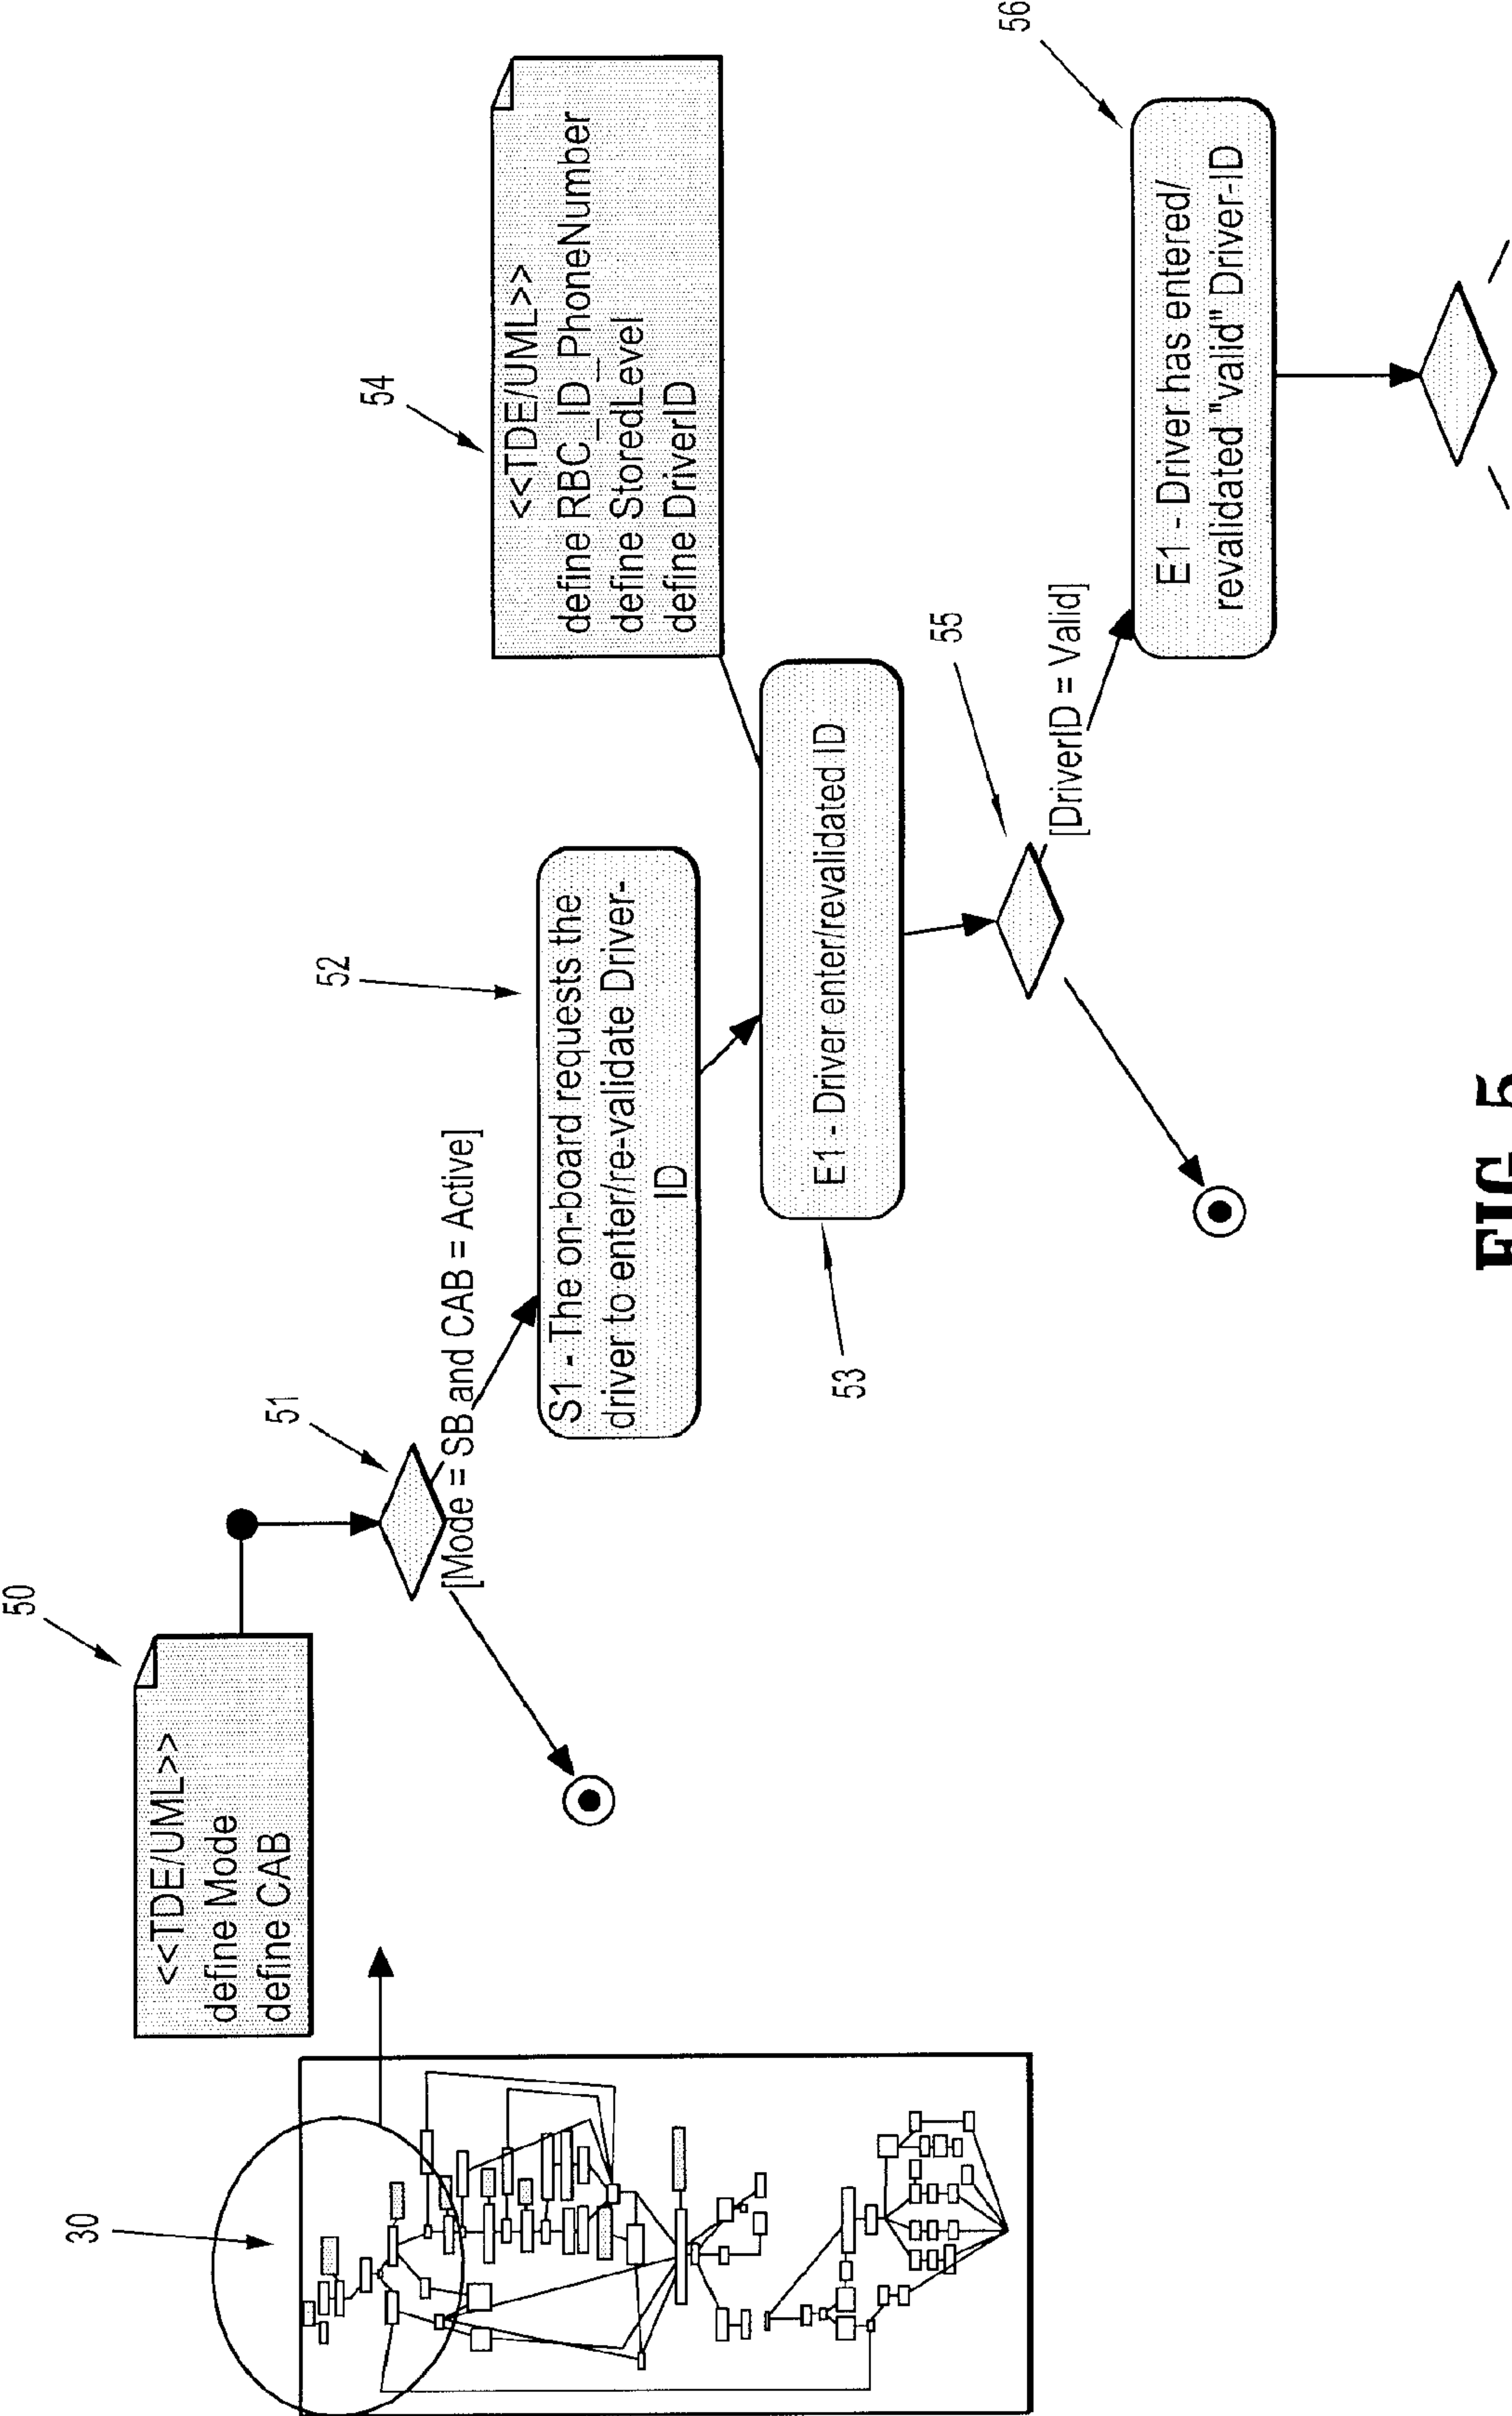 30
50
<<TDE/UML>>
define Mode
define CAB
51
[Mode = SB and CAB = Active]
52
S1 - The on-board requests the
driver to enter/re-validate Driver-
ID
54
<<TDE/UML>>
define RBC_ID_PhoneNumber
define StoredLevel
define DriverID
53
E1 - Driver enter/revalidated ID
55
[DriverID = Valid]
56
E1 - Driver has entered/
revalidated "valid" Driver-ID
FIG. 5